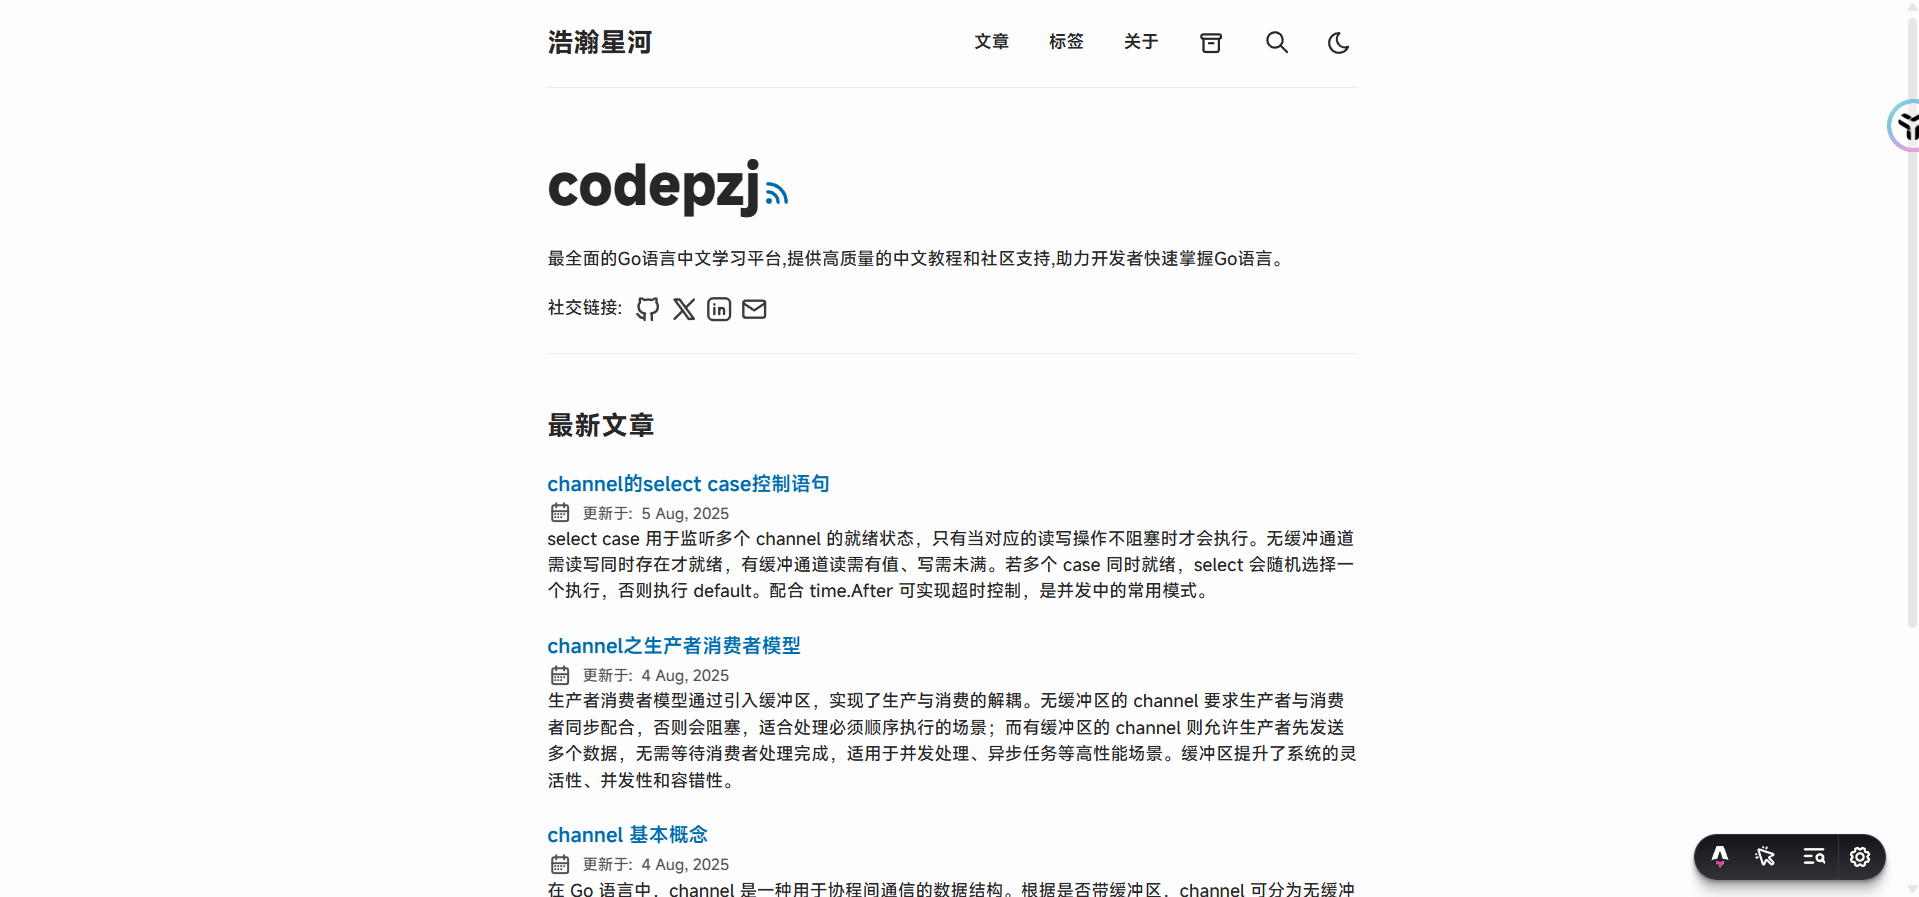 浩瀚星河
文章 标签 关于
codepzj
最全面的Go语言中文学习平台,提供高质量的中文教程和社区支持,助力开发者快速掌握Go语言。
社交链接:
最新文章
channel的select case控制语句
更新于: 5 Aug, 2025
select case 用于监听多个 channel 的就绪状态，只有当对应的读写操作不阻塞时才会执行。无缓冲通道
需读写同时存在才就绪，有缓冲通道读需有值、写需未满。若多个 case 同时就绪，select 会随机选择一
个执行，否则执行 default。配合 time.After 可实现超时控制，是并发中的常用模式。
channel之生产者消费者模型
更新于: 4 Aug, 2025
生产者消费者模型通过引入缓冲区，实现了生产与消费的解耦。无缓冲区的 channel 要求生产者与消费
者同步配合，否则会阻塞，适合处理必须顺序执行的场景；而有缓冲区的 channel 则允许生产者先发送
多个数据，无需等待消费者处理完成，适用于并发处理、异步任务等高性能场景。缓冲区提升了系统的灵
活性、并发性和容错性。
channel 基本概念
更新于: 4 Aug, 2025
在 Go 语言中，channel 是一种用于协程间通信的数据结构。根据是否带缓冲区，channel 可分为无缓冲